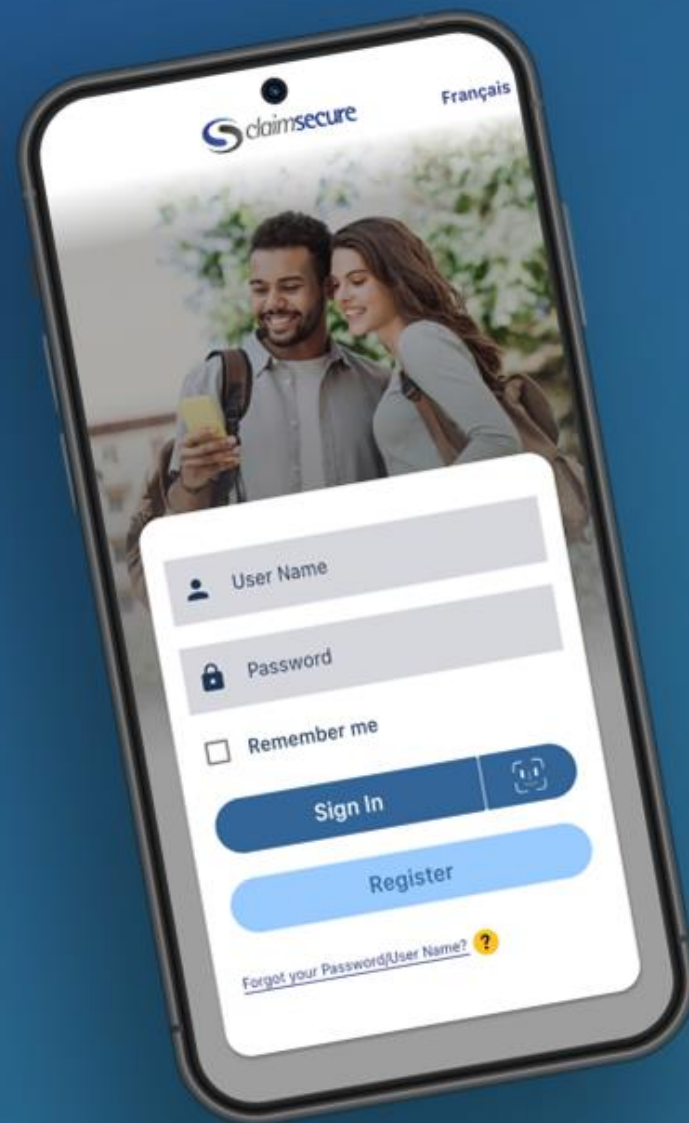 claimsecure
Français
User Name
Password
Remember me
Sign In
Register
Forgot your Password/User Name? ?